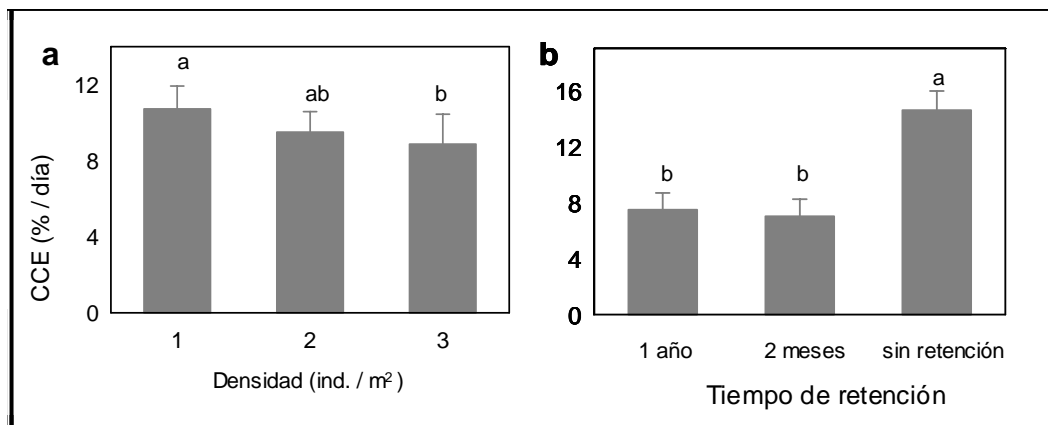 a
CCE (% / día)
12
8
4
0
a
ab
b
1
2
3
Densidad (ind. / m²)
b
16
12
8
4
0
b
b
a
1 año
2 meses
sin retención
Tiempo de retención